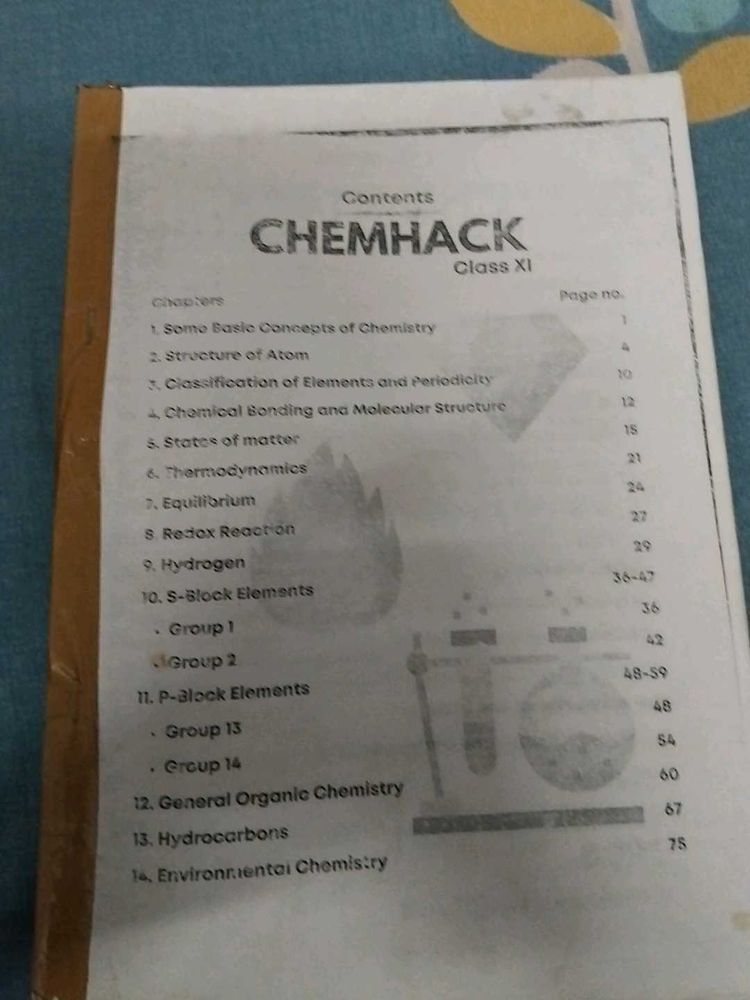 Contents
CHEMHACK
Class XI
Chapters Page no.
1. Some Basic Concepts of Chemistry 1
2. Structure of Atom 4
3. Classification of Elements and Periodicity 10
4. Chemical Bonding and Molecular Structure 12
5. States of matter 15
6. Thermodynamics 21
7. Equilibrium 24
8. Redox Reaction 27
9. Hydrogen 29
10. S-Block Elements 36-47
• Group 1 36
• Group 2 42
11. P-Block Elements 48-59
• Group 13 48
• Group 14 54
12. General Organic Chemistry 60
13. Hydrocarbons 67
14. Environmental Chemistry 75